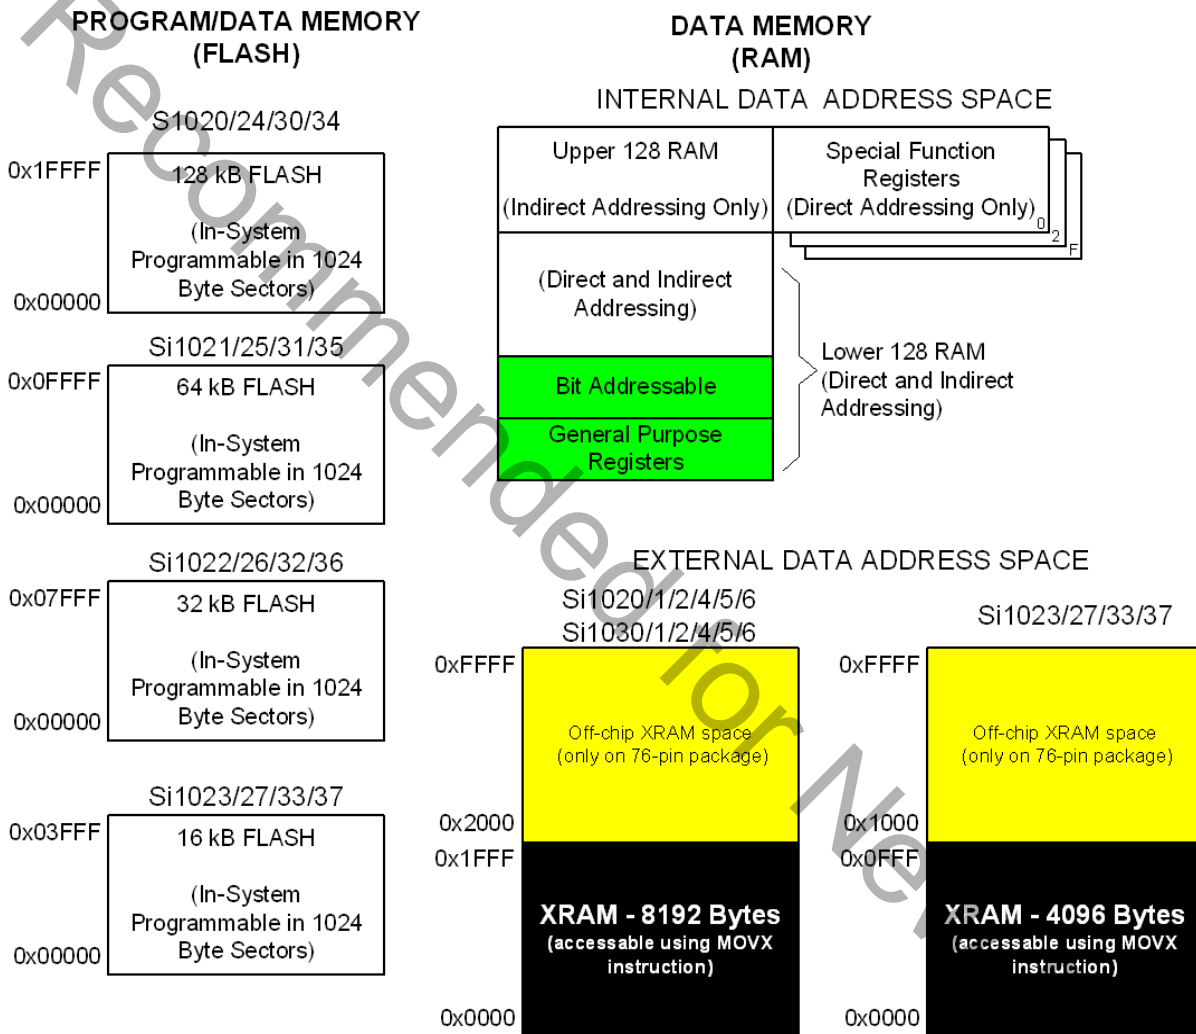 PROGRAM/DATA MEMORY
(FLASH)
S1020/24/30/34
0x1FFFF
128 kB FLASH
(In-System
Programmable in 1024
Byte Sectors)
0x00000
Si1021/25/31/35
0x0FFFF
64 kB FLASH
(In-System
Programmable in 1024
Byte Sectors)
0x00000
Si1022/26/32/36
0x07FFF
32 kB FLASH
(In-System
Programmable in 1024
Byte Sectors)
0x00000
Si1023/27/33/37
0x03FFF
16 kB FLASH
(In-System
Programmable in 1024
Byte Sectors)
0x00000
DATA MEMORY
(RAM)
INTERNAL DATA ADDRESS SPACE
Upper 128 RAM
(Indirect Addressing Only)
Special Function
Registers
(Direct Addressing Only)
0
2
F
(Direct and Indirect
Addressing)
Bit Addressable
General Purpose
Registers
Lower 128 RAM
(Direct and Indirect
Addressing)
EXTERNAL DATA ADDRESS SPACE
Si1020/1/2/4/5/6
Si1030/1/2/4/5/6
0xFFFF
Off-chip XRAM space
(only on 76-pin package)
0x2000
0x1FFF
XRAM - 8192 Bytes
(accessable using MOVX
instruction)
0x0000
Si1023/27/33/37
0xFFFF
Off-chip XRAM space
(only on 76-pin package)
0x1000
0x0FFF
XRAM - 4096 Bytes
(accessable using MOVX
instruction)
0x0000
Recommended for New